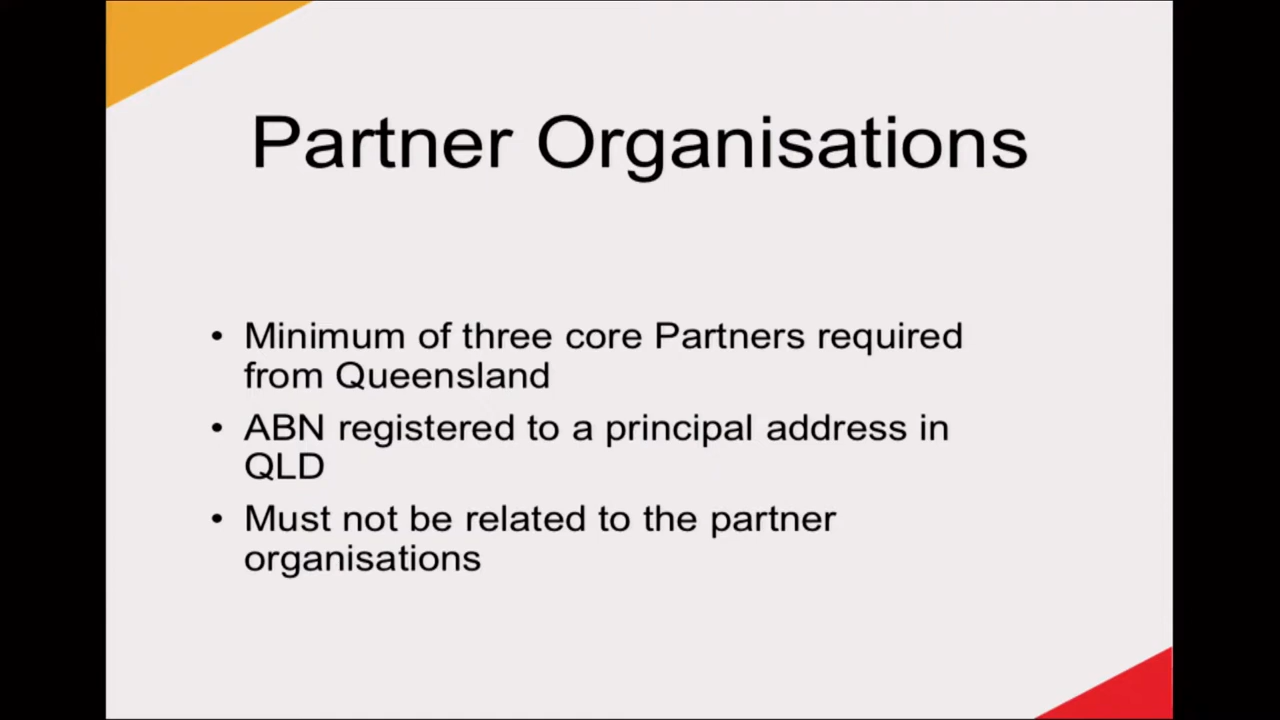 Partner Organisations
• Minimum of three core Partners required
from Queensland
• ABN registered to a principal address in
QLD
• Must not be related to the partner
organisations